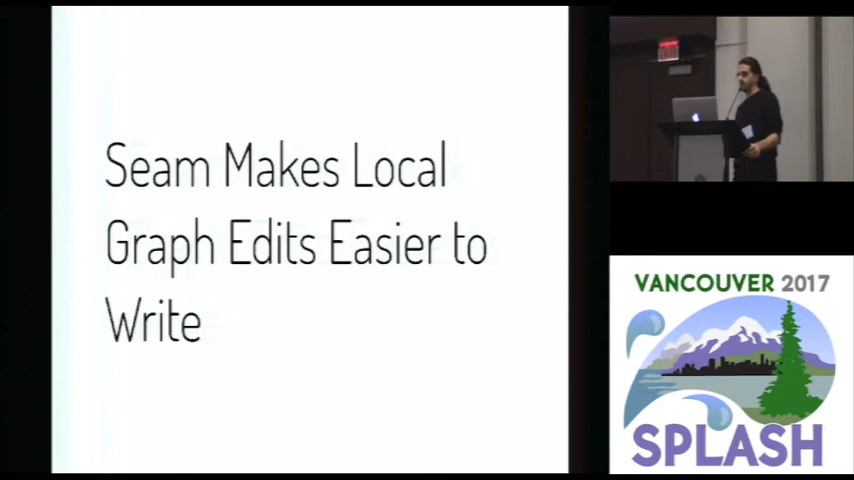 Seam Makes Local
Graph Edits Easier to
Write
VANCOUVER 2017
SPLASH